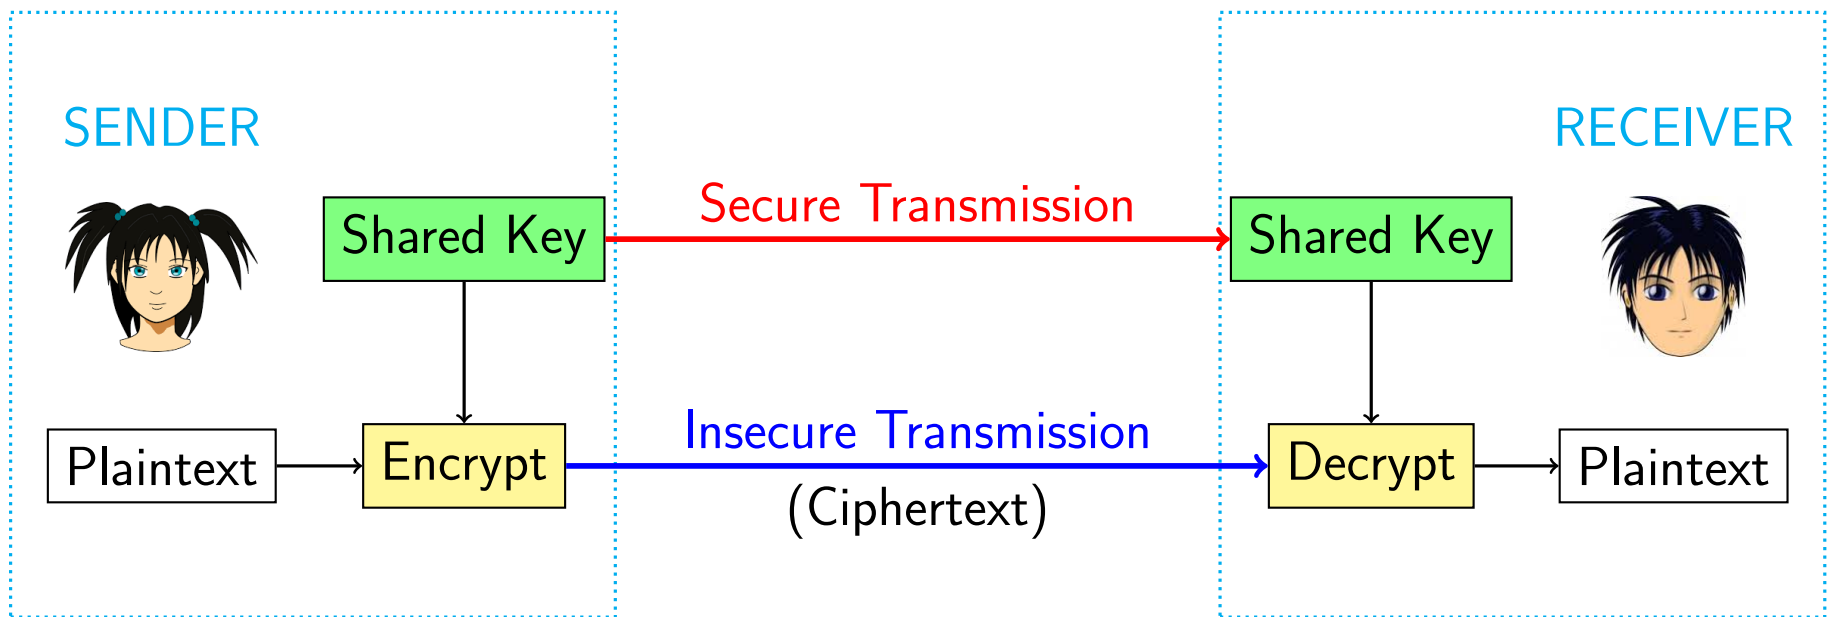 SENDER
RECEIVER
Shared Key
Secure Transmission
Shared Key
Plaintext
Encrypt
Insecure Transmission
(Ciphertext)
Decrypt
Plaintext